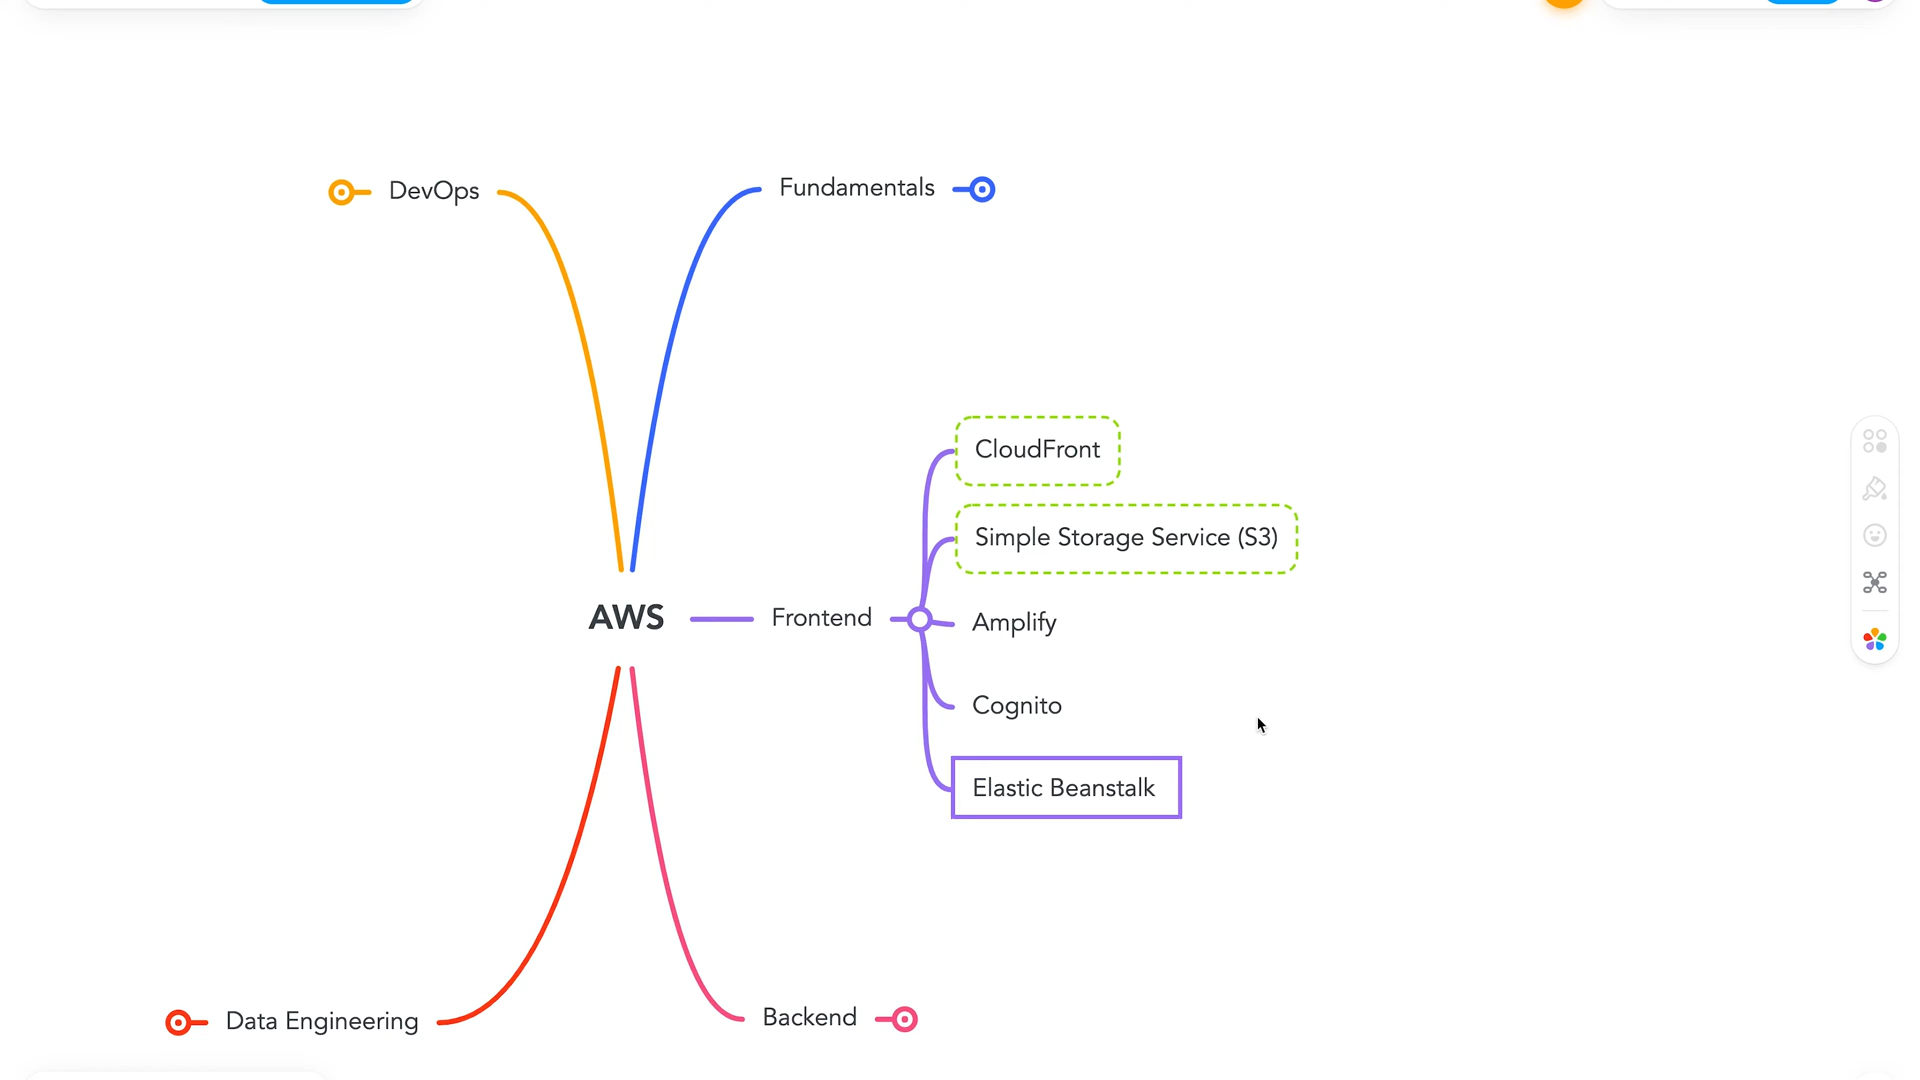 DevOps
Fundamentals
CloudFront
Simple Storage Service (S3)
AWS
Frontend
Amplify
Cognito
Elastic Beanstalk
Data Engineering
Backend